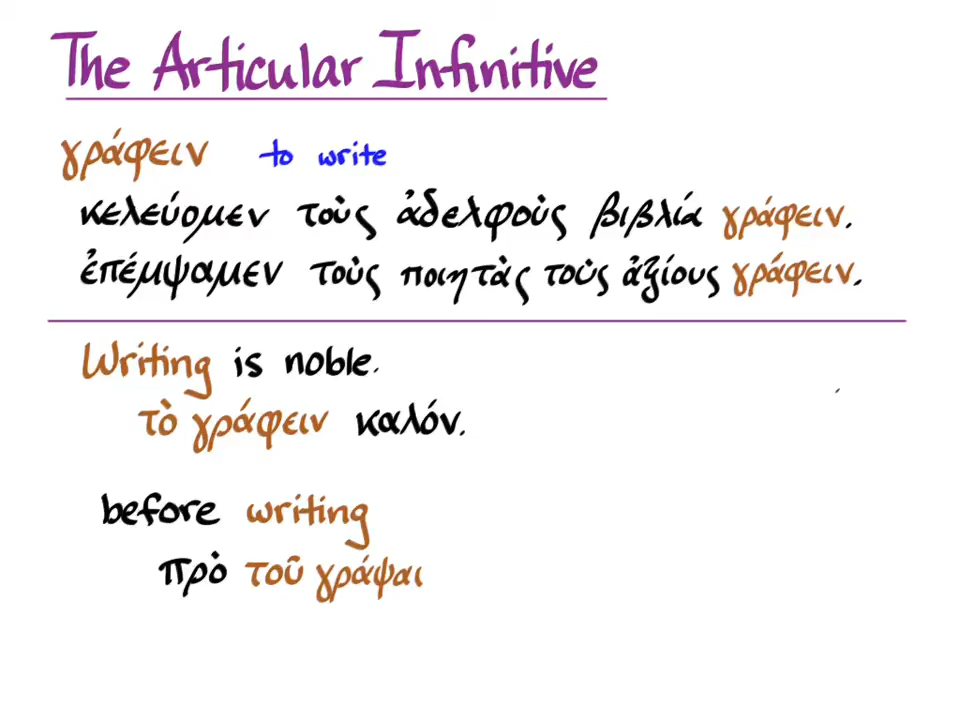 The Articular Infinitive
γράφειν to write
κελεύομεν τοὺς ἀδελφοὺς βιβλία γράφειν.
ἐπέμψαμεν τοὺς ποιητὰς τοὺς ἀξίους γράφειν.
Writing is noble.
τὸ γράφειν καλόν.
before writing
πρὸ τοῦ γράψαι